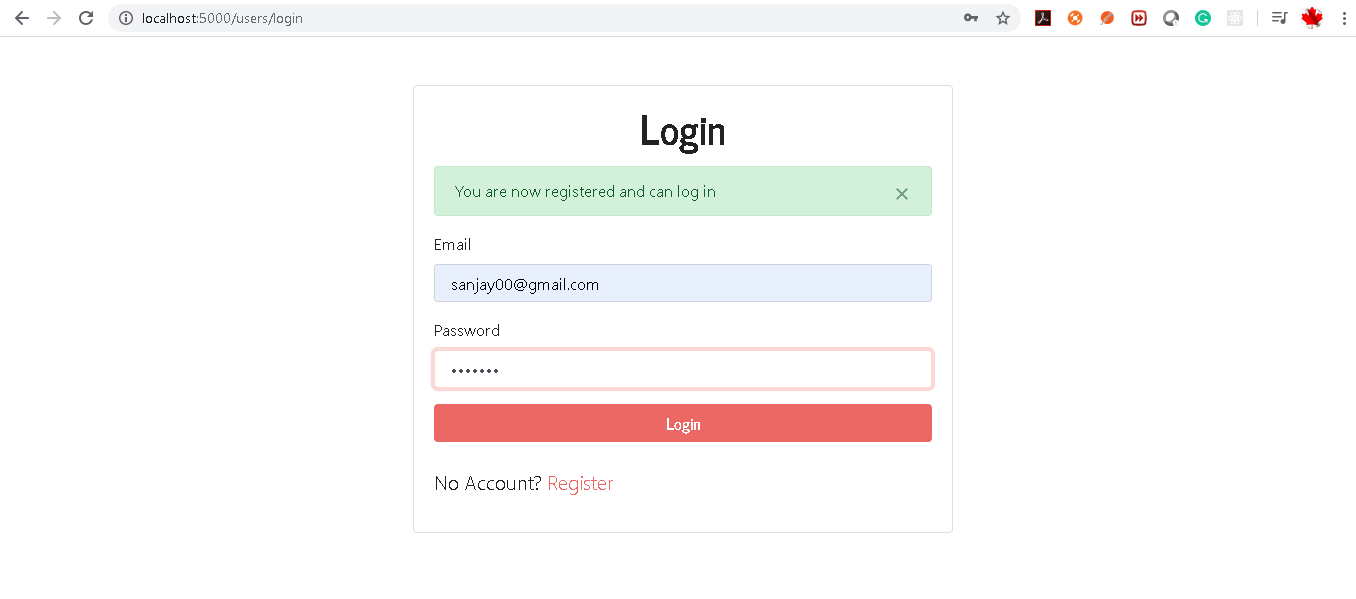 localhost:5000/users/login
Login
You are now registered and can log in ×
Email
sanjay00@gmail.com
Password
•••••••
Login
No Account? Register